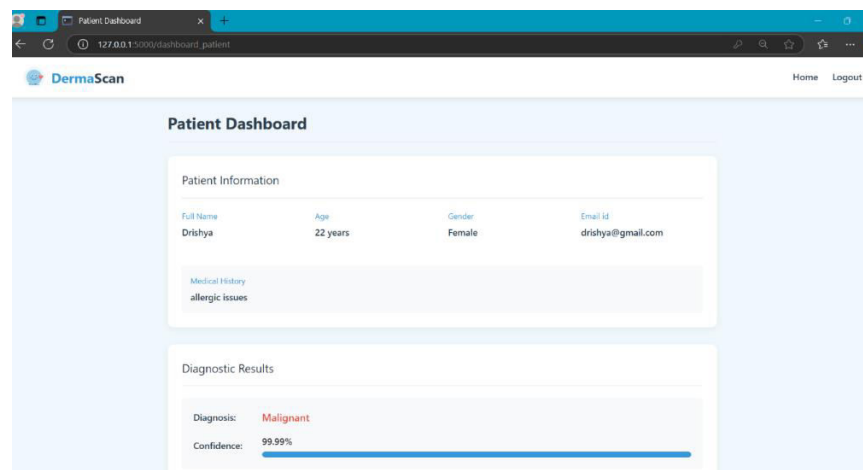 Patient Dashboard
127.0.0.1:5000/dashboard_patient
DermaScan
Home Logout
Patient Dashboard
Patient Information
Full Name Age Gender Email id
Drishya 22 years Female drishya@gmail.com
Medical History
allergic issues
Diagnostic Results
Diagnosis: Malignant
Confidence: 99.99%